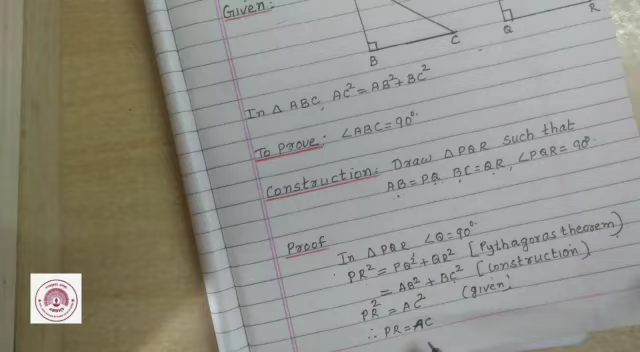 Given:
B C Q R
In △ ABC, AC² = AB² + BC²
To prove: ∠ABC = 90°
Construction: Draw △PQR such that
AB = PQ BC = QR, ∠PQR = 90°
Proof
In △PQR ∠Q = 90°
PR² = PQ² + QR² [Pythagoras theorem]
= AB² + BC² [Construction]
PR² = AC² (given)
∴ PR = AC